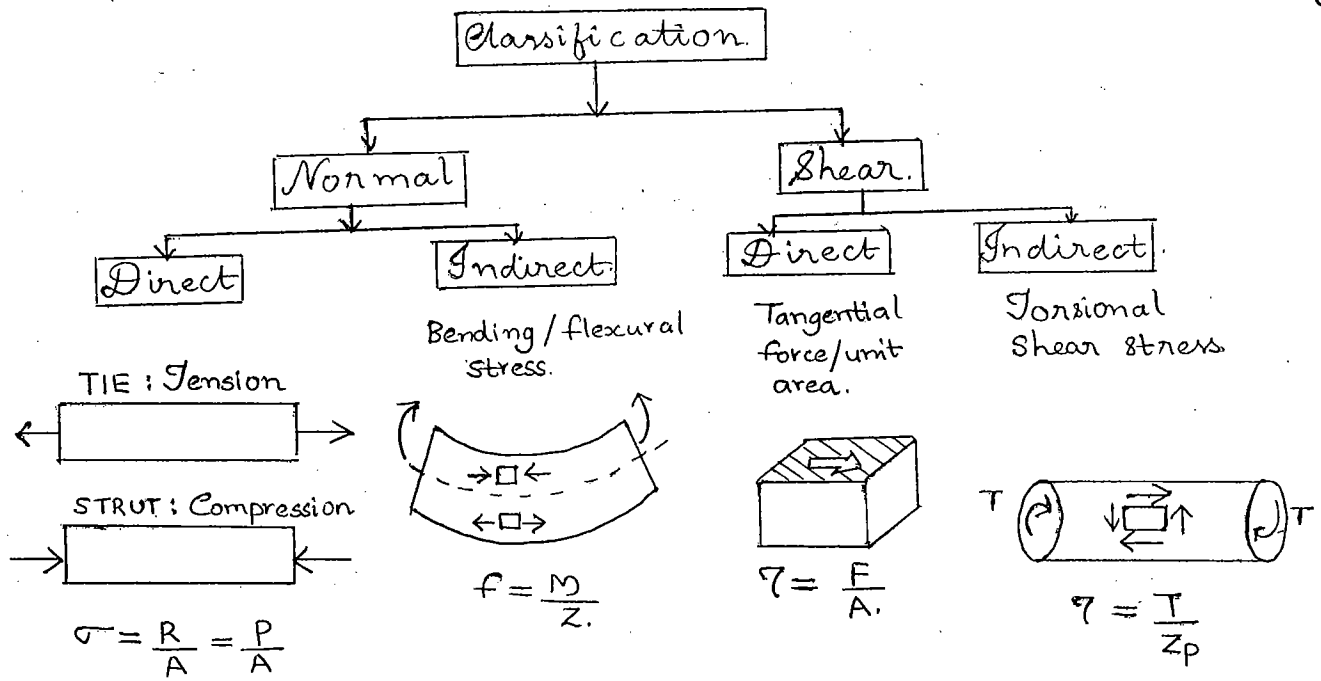 Classification.
Normal
Shear.
Direct
Indirect
Direct
Indirect.
Bending / flexural
stress.
Tangential
force/unit
area.
Torsional
Shear stress
TIE : Tension
STRUT : Compression
T T
σ = R/A = P/A
f = M/Z.
τ = F/A.
τ = T/Zp